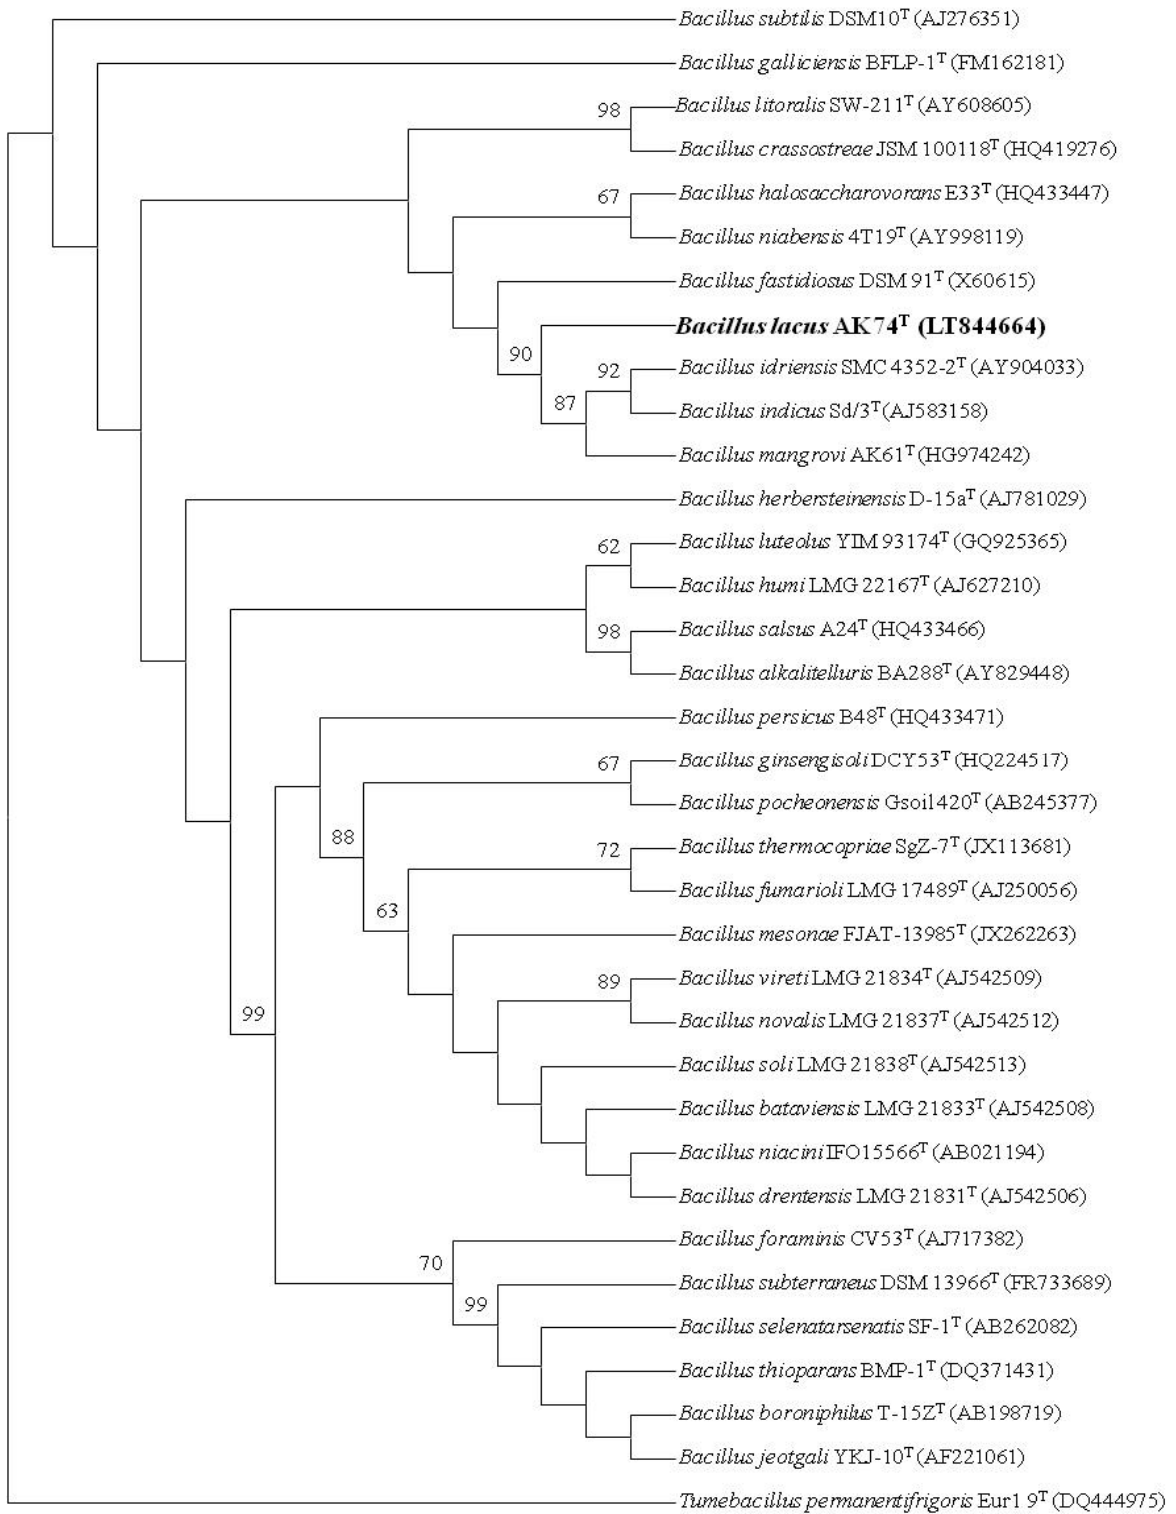 Bacillus subtilis DSM10ᵀ (AJ276351)
Bacillus galliciensis BFLP-1ᵀ (FM162181)
98
Bacillus litoralis SW-211ᵀ (AY608605)
Bacillus crassostreae JSM 100118ᵀ (HQ419276)
67
Bacillus halosaccharovorans E33ᵀ (HQ433447)
Bacillus niabensis 4T19ᵀ (AY998119)
Bacillus fastidiosus DSM 91ᵀ (X60615)
Bacillus lacus AK74ᵀ (LT844664)
90
92
Bacillus idriensis SMC 4352-2ᵀ (AY904033)
87
Bacillus indicus Sd/3ᵀ (AJ583158)
Bacillus mangrovi AK61ᵀ (HG974242)
Bacillus herbersteinensis D-15aᵀ (AJ781029)
62
Bacillus luteolus YIM 93174ᵀ (GQ925365)
Bacillus humi LMG 22167ᵀ (AJ627210)
98
Bacillus salsus A24ᵀ (HQ433466)
Bacillus alkalitelluris BA288ᵀ (AY829448)
Bacillus persicus B48ᵀ (HQ433471)
67
Bacillus ginsengisoli DCY53ᵀ (HQ224517)
Bacillus pocheonensis Gsoil420ᵀ (AB245377)
88
72
Bacillus thermocopriae SgZ-7ᵀ (JX113681)
Bacillus fumarioli LMG 17489ᵀ (AJ250056)
63
Bacillus mesonae FJAT-13985ᵀ (JX262263)
89
Bacillus vireti LMG 21834ᵀ (AJ542509)
99
Bacillus novalis LMG 21837ᵀ (AJ542512)
Bacillus soli LMG 21838ᵀ (AJ542513)
Bacillus bataviensis LMG 21833ᵀ (AJ542508)
Bacillus niacini IFO15566ᵀ (AB021194)
Bacillus drentensis LMG 21831ᵀ (AJ542506)
Bacillus foraminis CV53ᵀ (AJ717382)
70
Bacillus subterraneus DSM 13966ᵀ (FR733689)
99
Bacillus selenatarsenatis SF-1ᵀ (AB262082)
Bacillus thioparans BMP-1ᵀ (DQ371431)
Bacillus boroniphilus T-15Zᵀ (AB198719)
Bacillus jeotgali YKJ-10ᵀ (AF221061)
Tumebacillus permanentifrigoris Eur1 9ᵀ (DQ444975)